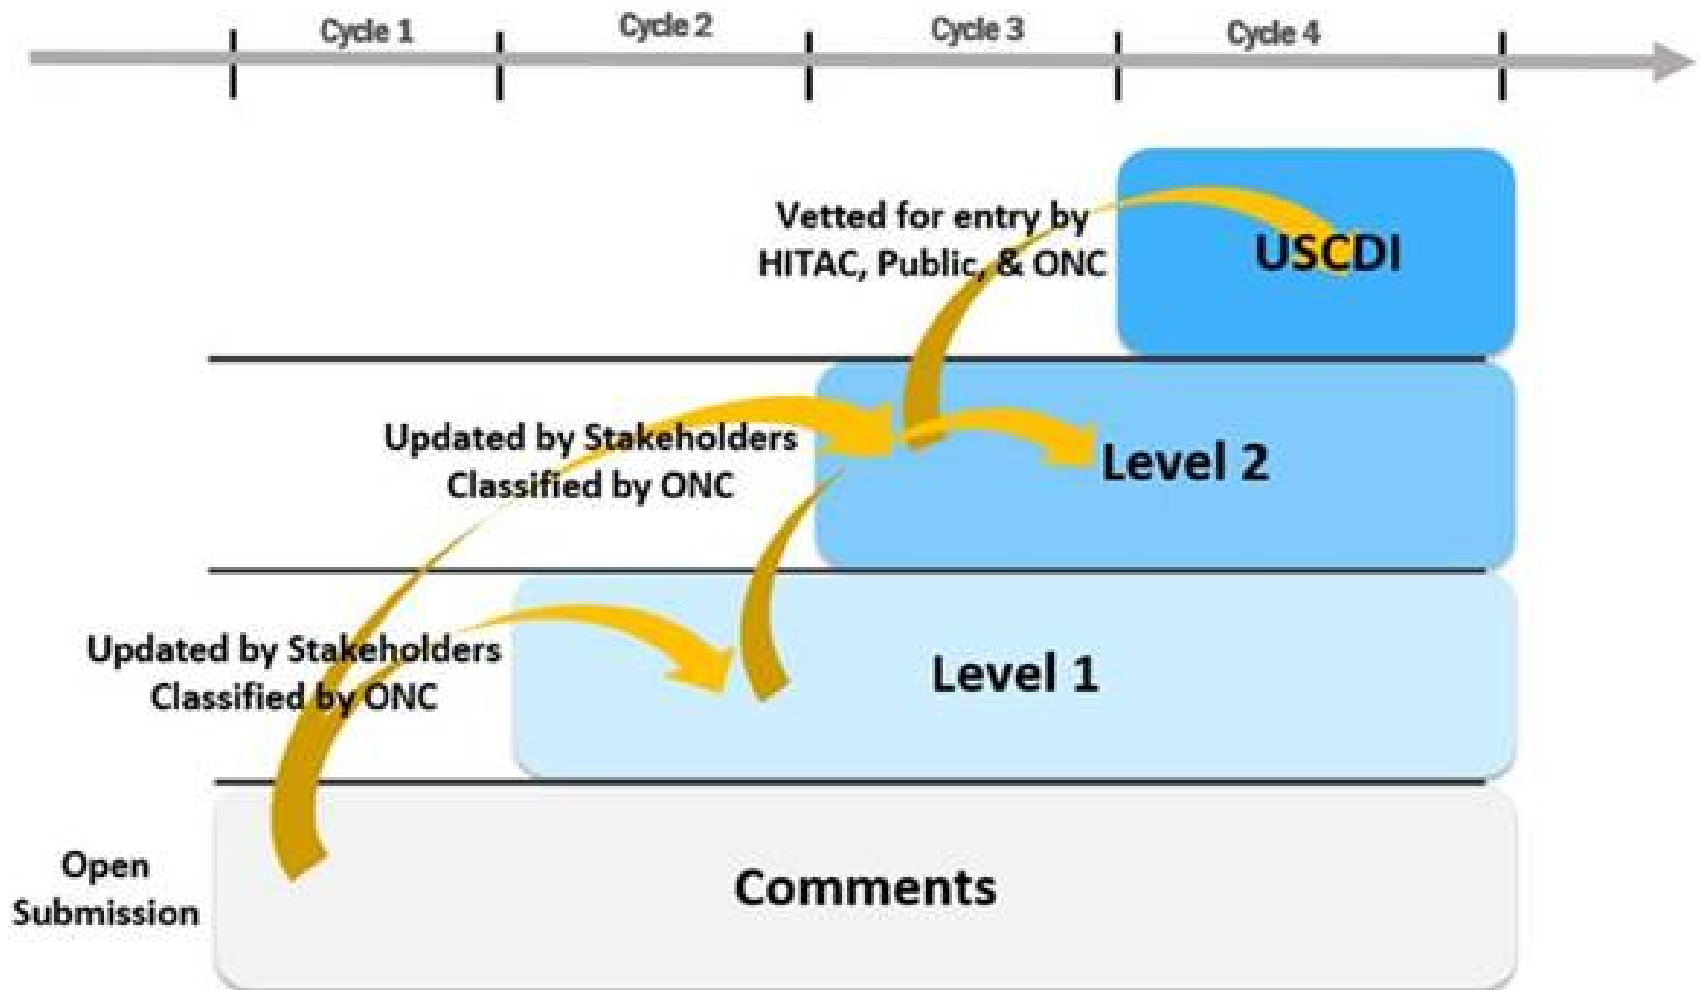 Cycle 1
Cycle 2
Cycle 3
Cycle 4
Vetted for entry by
HITAC, Public, & ONC
USCDI
Updated by Stakeholders
Classified by ONC
Level 2
Updated by Stakeholders
Classified by ONC
Level 1
Open
Submission
Comments